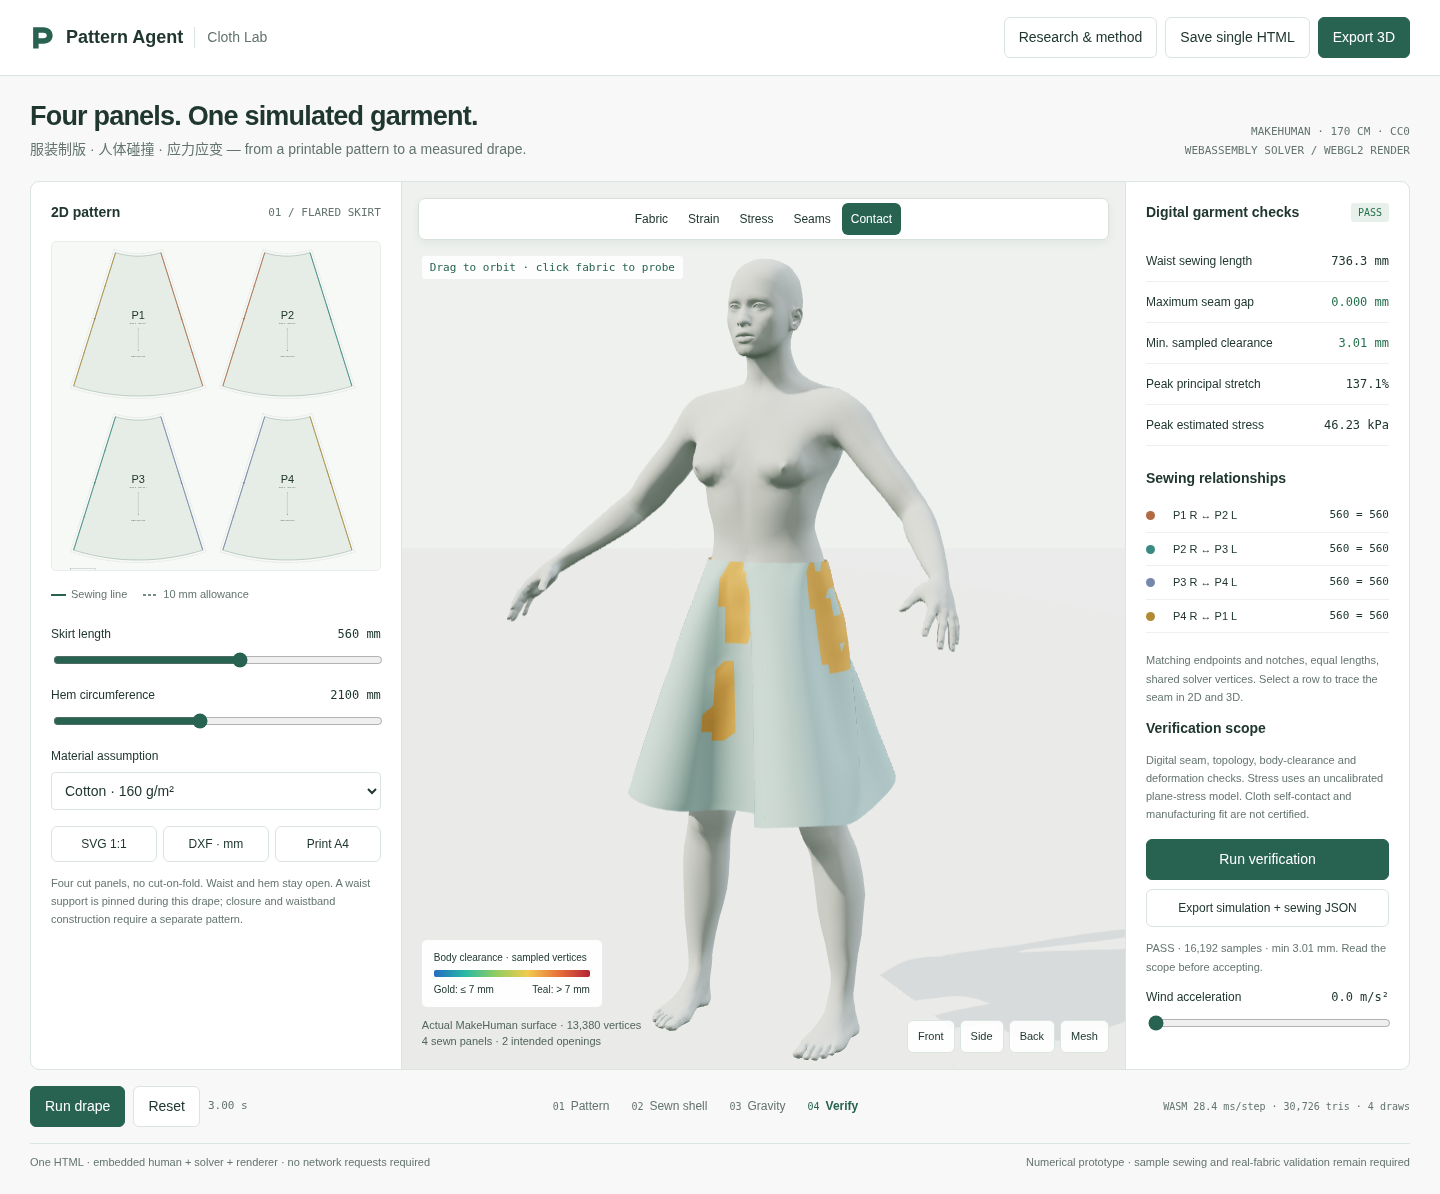 Pattern Agent
Cloth Lab
Research & method
Save single HTML
Export 3D
Four panels. One simulated garment.
服装制版 · 人体碰撞 · 应力应变 — from a printable pattern to a measured drape.
MAKEHUMAN · 170 CM · CC0
WEBASSEMBLY SOLVER / WEBGL2 RENDER
2D pattern
01 / FLARED SKIRT
P1
P2
P3
P4
Sewing line
10 mm allowance
Skirt length
560 mm
Hem circumference
2100 mm
Material assumption
Cotton · 160 g/m²
SVG 1:1
DXF · mm
Print A4
Four cut panels, no cut-on-fold. Waist and hem stay open. A waist
support is pinned during this drape; closure and waistband
construction require a separate pattern.
Fabric
Strain
Stress
Seams
Contact
Drag to orbit · click fabric to probe
Body clearance · sampled vertices
Gold: ≤ 7 mm
Teal: > 7 mm
Actual MakeHuman surface · 13,380 vertices
4 sewn panels · 2 intended openings
Front
Side
Back
Mesh
Digital garment checks
PASS
Waist sewing length
736.3 mm
Maximum seam gap
0.000 mm
Min. sampled clearance
3.01 mm
Peak principal stretch
137.1%
Peak estimated stress
46.23 kPa
Sewing relationships
P1 R ↔ P2 L
560 = 560
P2 R ↔ P3 L
560 = 560
P3 R ↔ P4 L
560 = 560
P4 R ↔ P1 L
560 = 560
Matching endpoints and notches, equal lengths,
shared solver vertices. Select a row to trace the
seam in 2D and 3D.
Verification scope
Digital seam, topology, body-clearance and
deformation checks. Stress uses an uncalibrated
plane-stress model. Cloth self-contact and
manufacturing fit are not certified.
Run verification
Export simulation + sewing JSON
PASS · 16,192 samples · min 3.01 mm. Read the
scope before accepting.
Wind acceleration
0.0 m/s²
Run drape
Reset
3.00 s
01 Pattern
02 Sewn shell
03 Gravity
04 Verify
WASM 28.4 ms/step · 30,726 tris · 4 draws
One HTML · embedded human + solver + renderer · no network requests required
Numerical prototype · sample sewing and real-fabric validation remain required